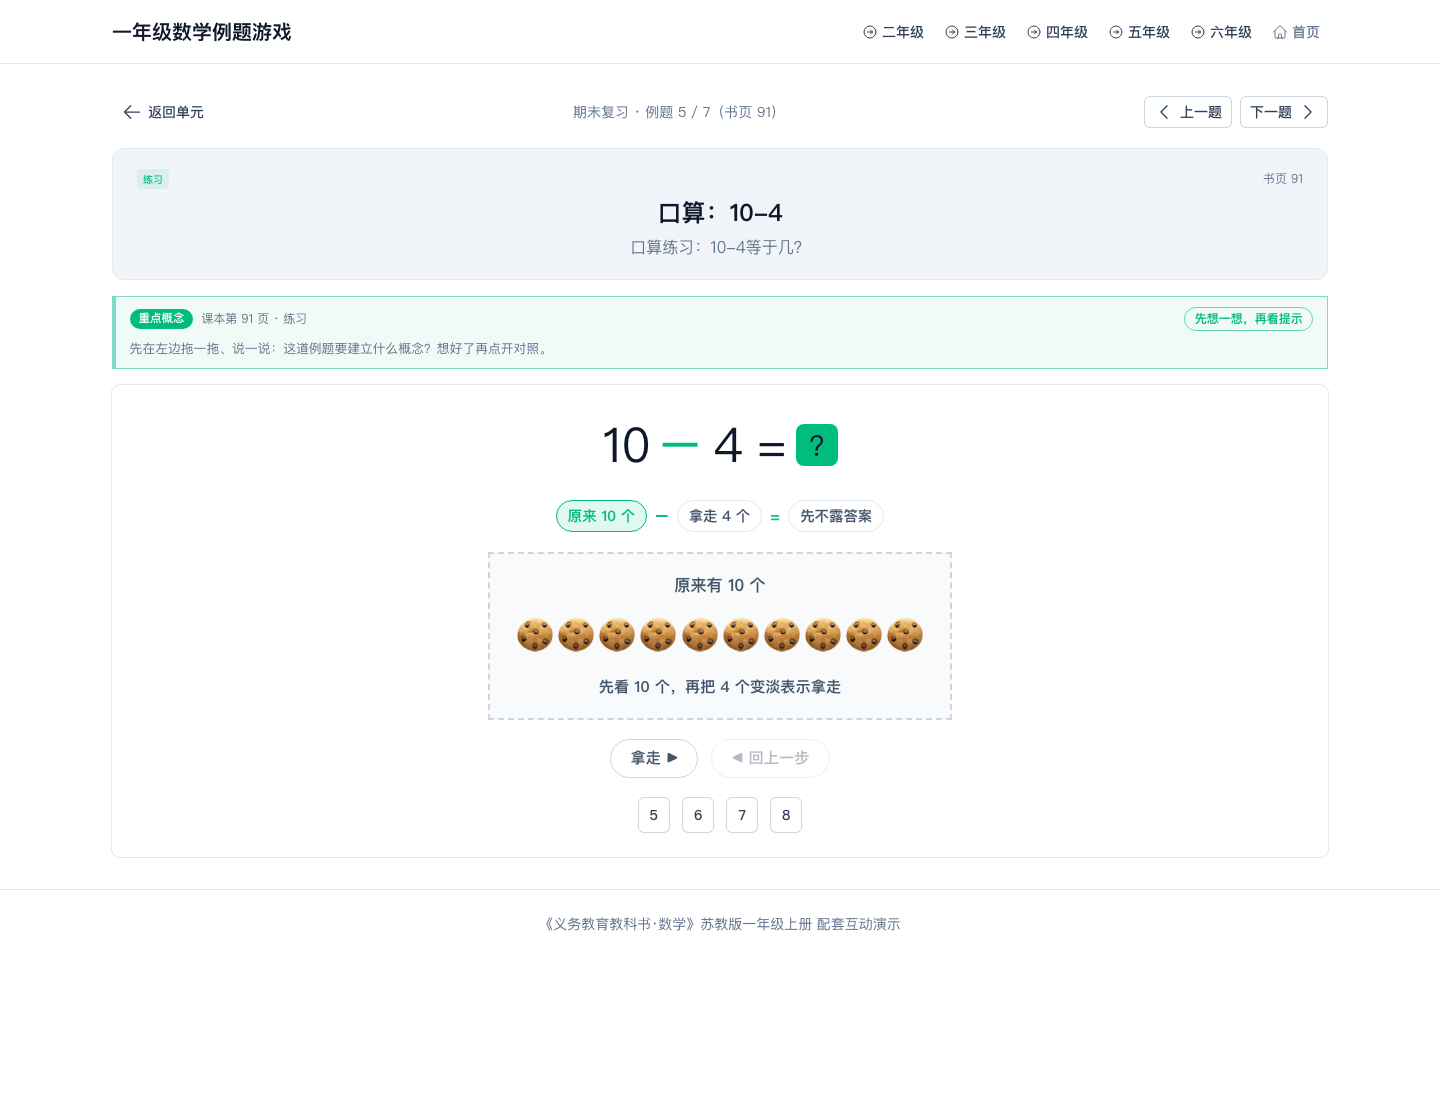 一年级数学例题游戏
二年级
三年级
四年级
五年级
六年级
首页
返回单元
期末复习 · 例题 5 / 7（书页 91）
上一题
下一题
练习
书页 91
口算：10-4
口算练习：10-4等于几？
重点概念 课本第 91 页 · 练习
先想一想，再看提示
先在左边拖一拖、说一说：这道例题要建立什么概念？想好了再点开对照。
10 − 4 = ?
原来 10 个 − 拿走 4 个 = 先不露答案
原来有 10 个
先看 10 个，再把 4 个变淡表示拿走
拿走 ▶
◀ 回上一步
5 6 7 8
《义务教育教科书·数学》苏教版一年级上册 配套互动演示